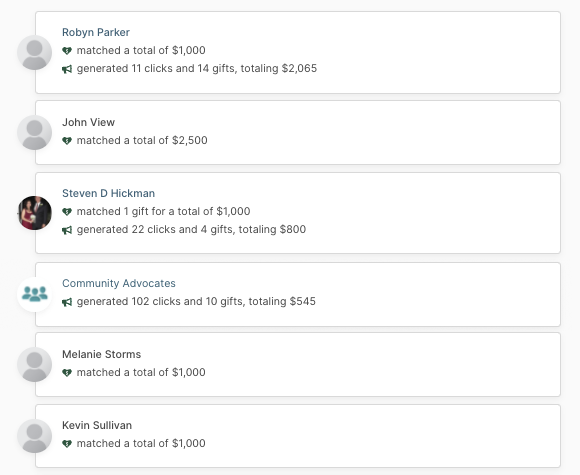 Robyn Parker
matched a total of $1,000
generated 11 clicks and 14 gifts, totaling $2,065
John View
matched a total of $2,500
Steven D Hickman
matched 1 gift for a total of $1,000
generated 22 clicks and 4 gifts, totaling $800
Community Advocates
generated 102 clicks and 10 gifts, totaling $545
Melanie Storms
matched a total of $1,000
Kevin Sullivan
matched a total of $1,000